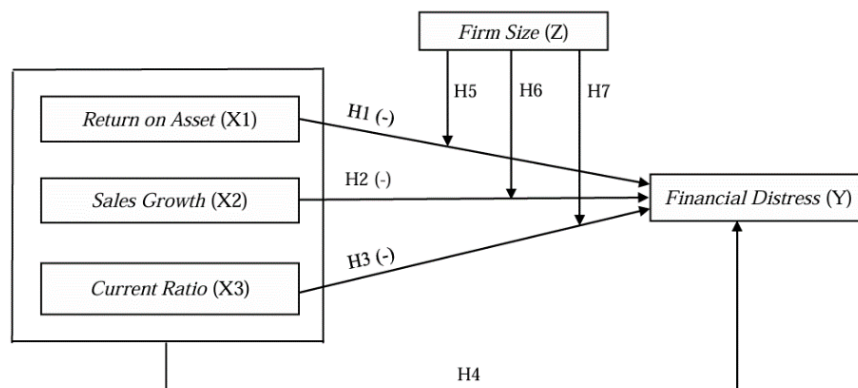 Firm Size (Z)
H5
H6
H7
Return on Asset (X1)
H1 (-)
Sales Growth (X2)
H2 (-)
Financial Distress (Y)
Current Ratio (X3)
H3 (-)
H4